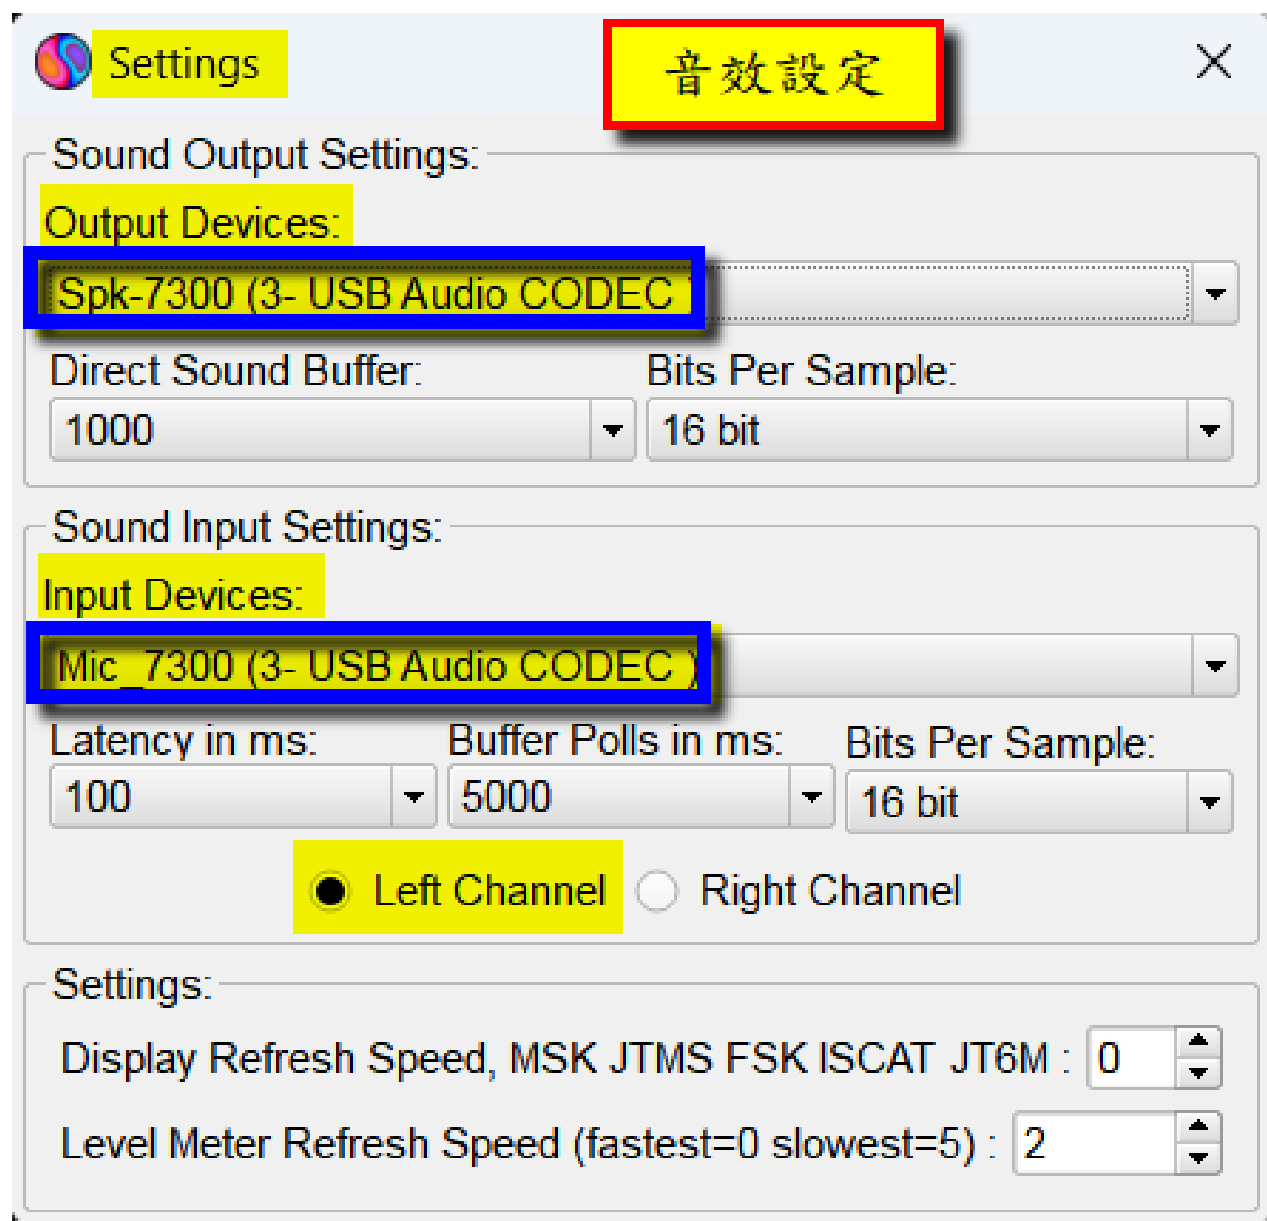 Settings
音效設定
Sound Output Settings:
Output Devices:
Spk-7300 (3- USB Audio CODEC )
Direct Sound Buffer: Bits Per Sample:
1000 16 bit
Sound Input Settings:
Input Devices:
Mic_7300 (3- USB Audio CODEC )
Latency in ms: Buffer Polls in ms: Bits Per Sample:
100 5000 16 bit
Left Channel Right Channel
Settings:
Display Refresh Speed, MSK JTMS FSK ISCAT JT6M : 0
Level Meter Refresh Speed (fastest=0 slowest=5) : 2